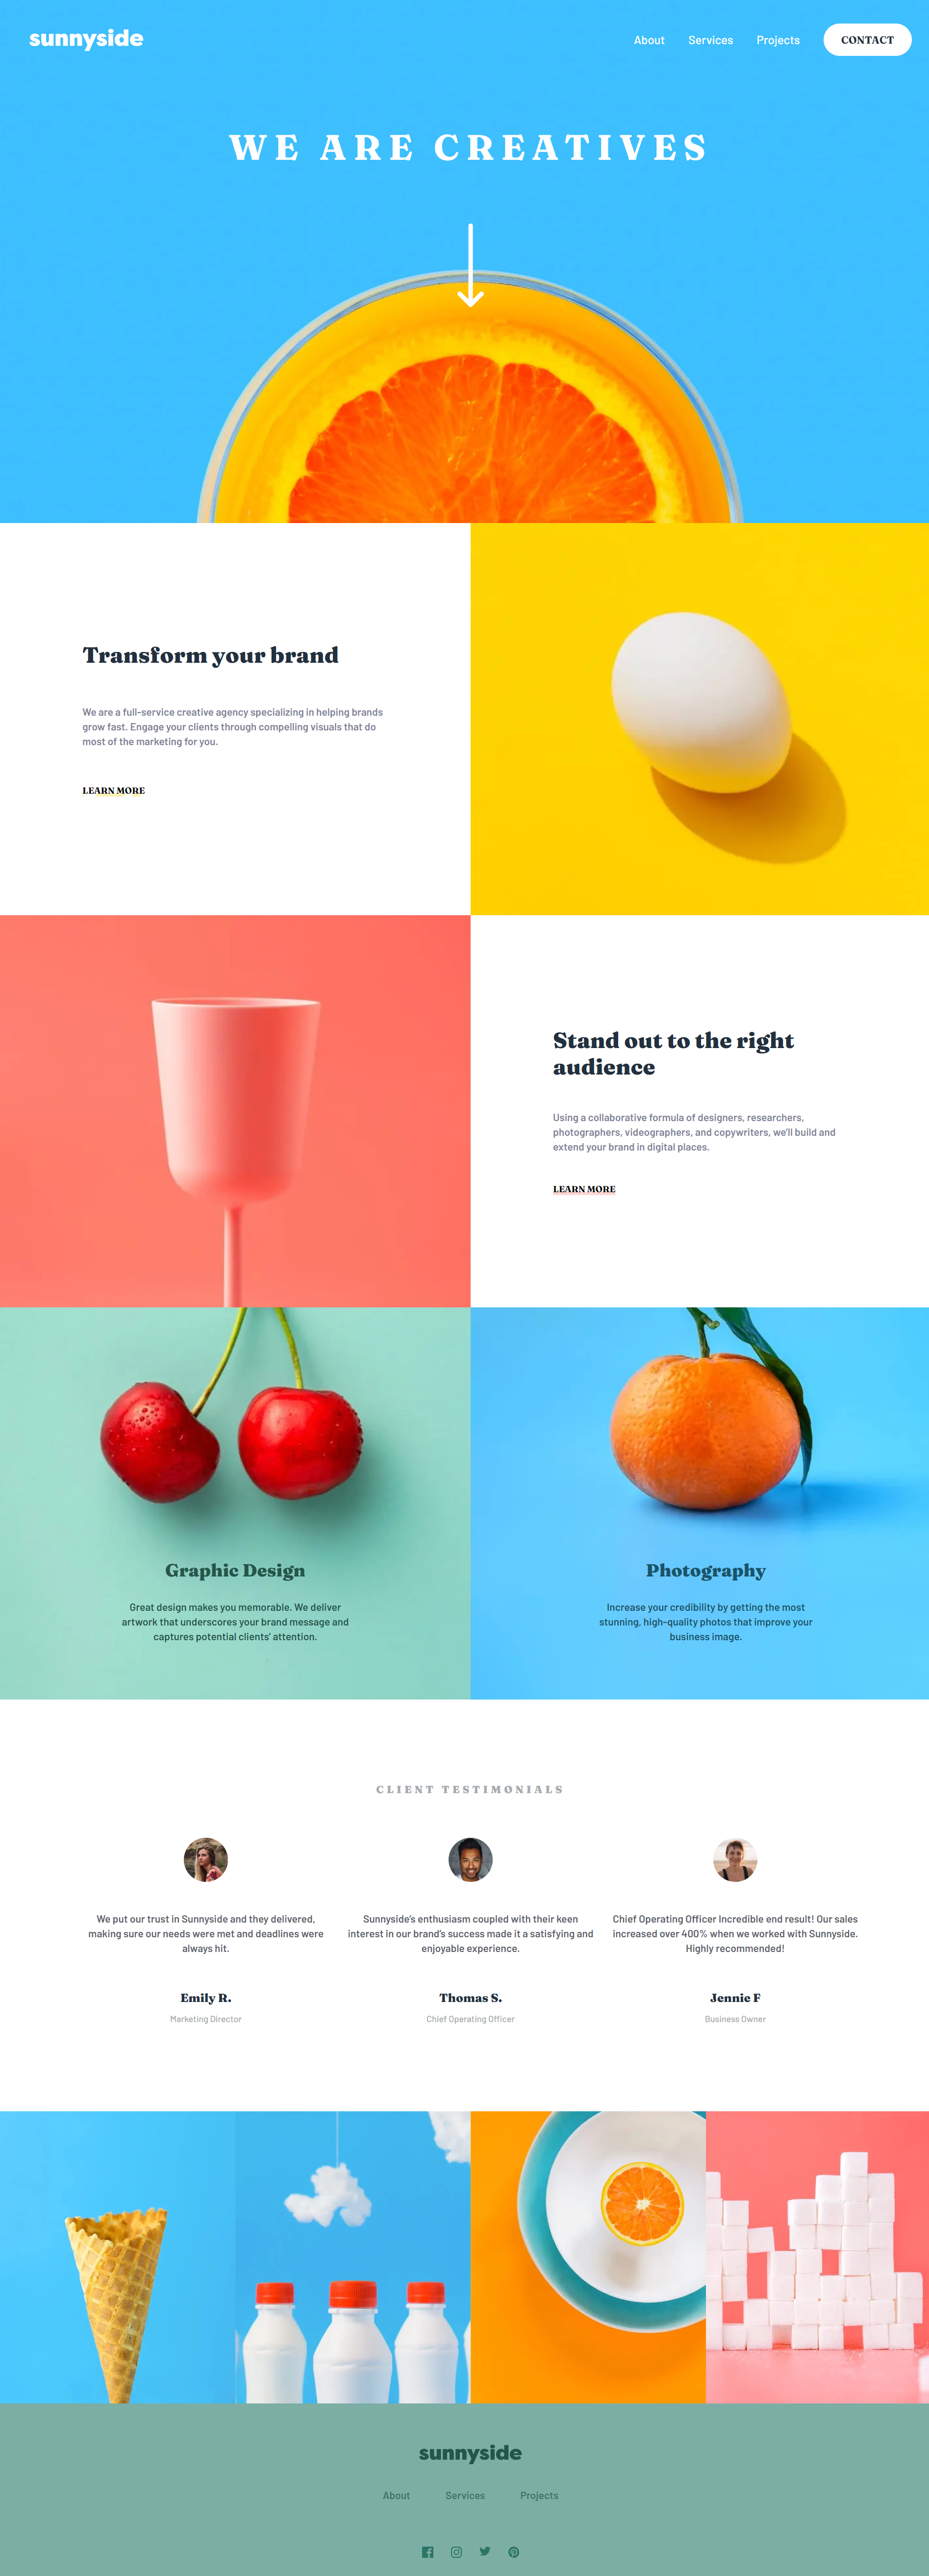 sunnyside
About Services Projects CONTACT
WE ARE CREATIVES
Transform your brand
We are a full-service creative agency specializing in helping brands
grow fast. Engage your clients through compelling visuals that do
most of the marketing for you.
LEARN MORE
Stand out to the right
audience
Using a collaborative formula of designers, researchers,
photographers, videographers, and copywriters, we’ll build and
extend your brand in digital places.
LEARN MORE
Graphic Design
Great design makes you memorable. We deliver
artwork that underscores your brand message and
captures potential clients’ attention.
Photography
Increase your credibility by getting the most
stunning, high-quality photos that improve your
business image.
CLIENT TESTIMONIALS
We put our trust in Sunnyside and they delivered,
making sure our needs were met and deadlines were
always hit.
Emily R.
Marketing Director
Sunnyside’s enthusiasm coupled with their keen
interest in our brand’s success made it a satisfying and
enjoyable experience.
Thomas S.
Chief Operating Officer
Chief Operating Officer Incredible end result! Our sales
increased over 400% when we worked with Sunnyside.
Highly recommended!
Jennie F
Business Owner
sunnyside
About Services Projects